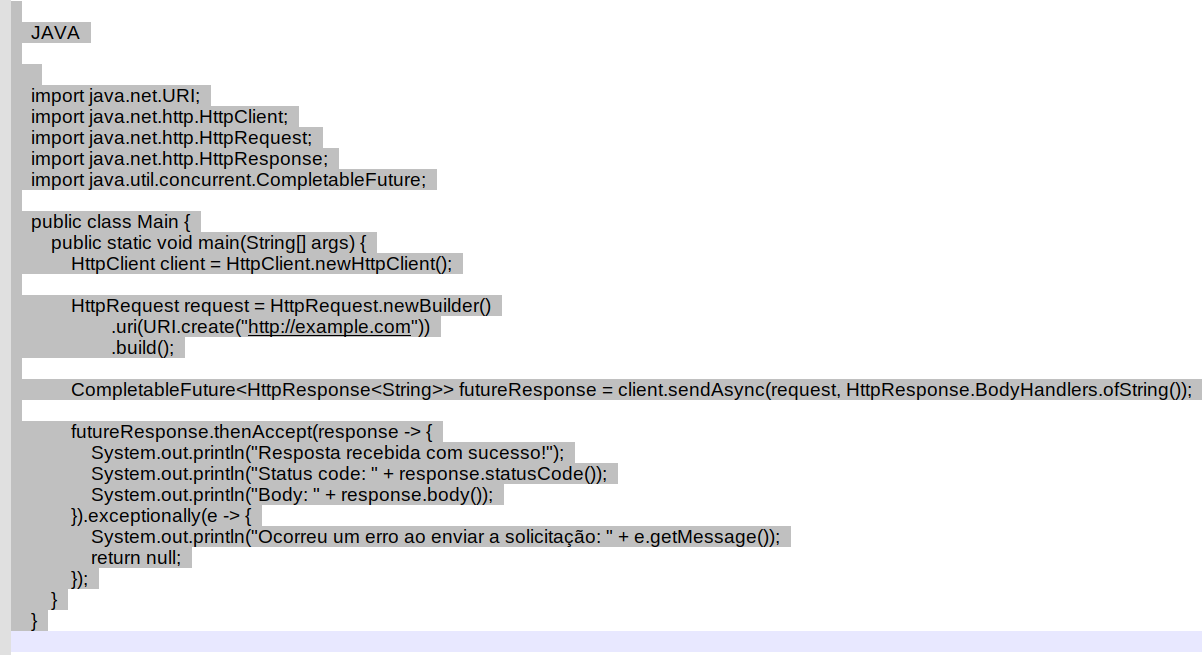 JAVA
import java.net.URI;
import java.net.http.HttpClient;
import java.net.http.HttpRequest;
import java.net.http.HttpResponse;
import java.util.concurrent.CompletableFuture;
public class Main {
    public static void main(String[] args) {
        HttpClient client = HttpClient.newHttpClient();
        HttpRequest request = HttpRequest.newBuilder()
                .uri(URI.create("http://example.com"))
                .build();
        CompletableFuture<HttpResponse<String>> futureResponse = client.sendAsync(request, HttpResponse.BodyHandlers.ofString());
        futureResponse.thenAccept(response -> {
            System.out.println("Resposta recebida com sucesso!");
            System.out.println("Status code: " + response.statusCode());
            System.out.println("Body: " + response.body());
        }).exceptionally(e -> {
            System.out.println("Ocorreu um erro ao enviar a solicitação: " + e.getMessage());
            return null;
        });
    }
}